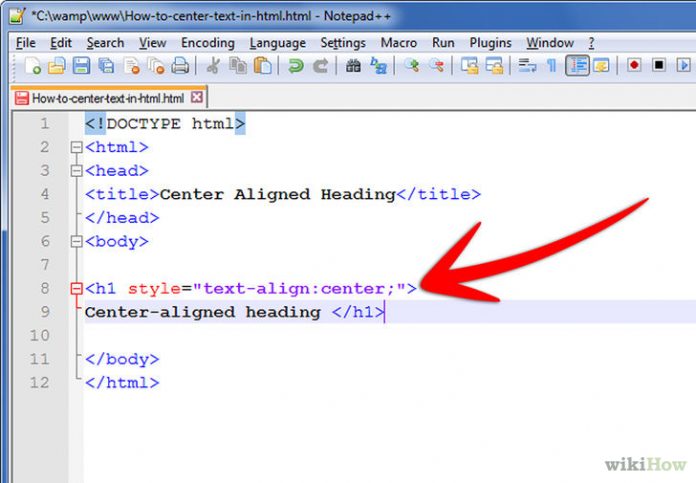 *C:\wamp\www\How-to-center-text-in-html.html - Notepad++
File Edit Search View Encoding Language Settings Macro Run Plugins Window ?
How-to-center-text-in-html.html
1 <!DOCTYPE html>
2 <html>
3 <head>
4 <title>Center Aligned Heading</title>
5 </head>
6 <body>
7
8 <h1 style="text-align:center;">
9 Center-aligned heading </h1>
10
11 </body>
12 </html>
wikiHow